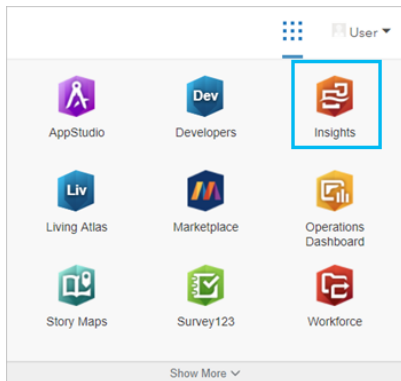 User
Dev
AppStudio
Developers
Insights
Liv
Living Atlas
Marketplace
Operations
Dashboard
Story Maps
Survey123
Workforce
Show More